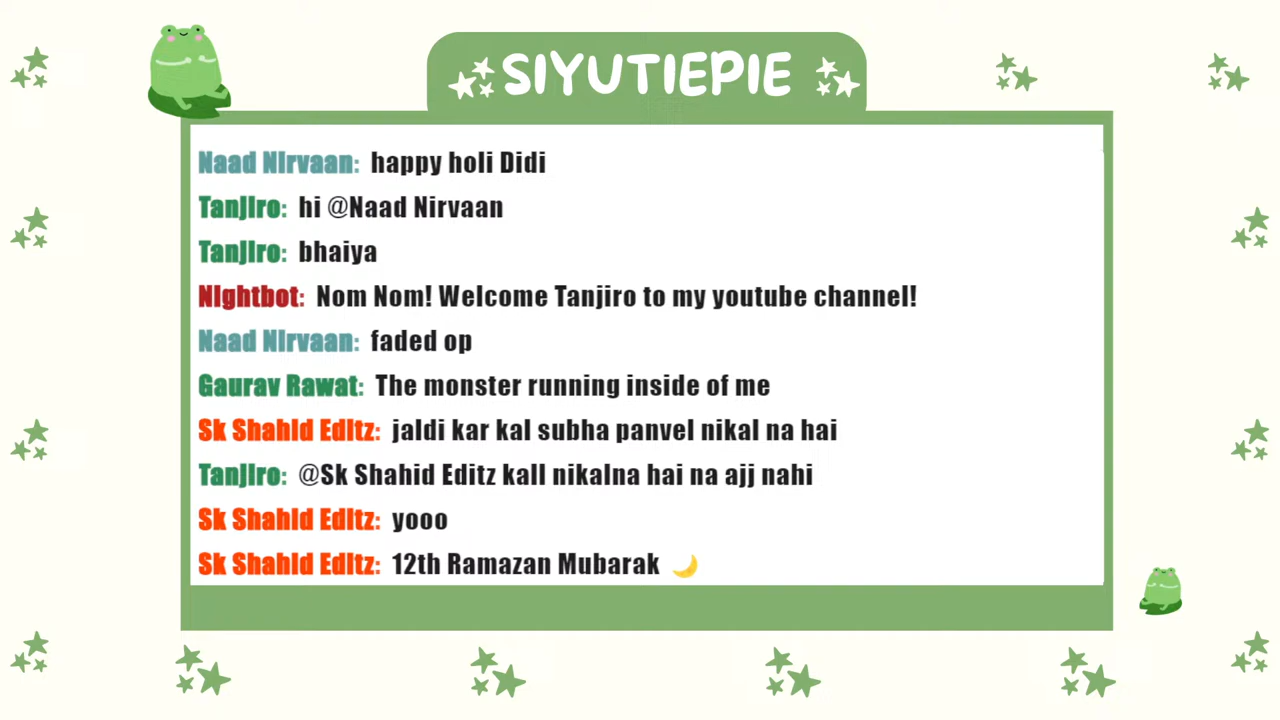 SIYUTIEPIE
Naad Nirvaan: happy holi Didi
Tanjiro: hi @Naad Nirvaan
Tanjiro: bhaiya
Nightbot: Nom Nom! Welcome Tanjiro to my youtube channel!
Naad Nirvaan: faded op
Gaurav Rawat: The monster running inside of me
Sk Shahid Editz: jaldi kar kal subha panvel nikal na hai
Tanjiro: @Sk Shahid Editz kall nikalna hai na ajj nahi
Sk Shahid Editz: yooo
Sk Shahid Editz: 12th Ramazan Mubarak 🌙